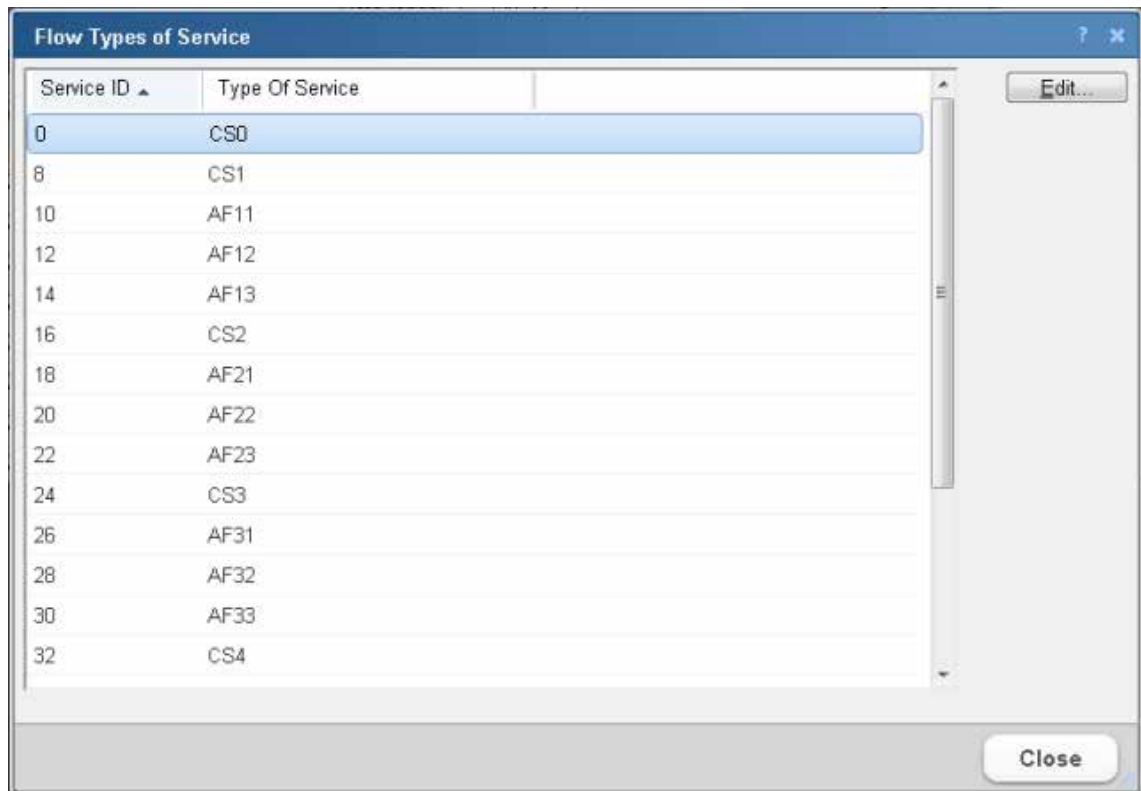 Flow Types of Service
? ×
Service ID ▲ Type Of Service
Edit...
0 CS0
8 CS1
10 AF11
12 AF12
14 AF13
16 CS2
18 AF21
20 AF22
22 AF23
24 CS3
26 AF31
28 AF32
30 AF33
32 CS4
Close